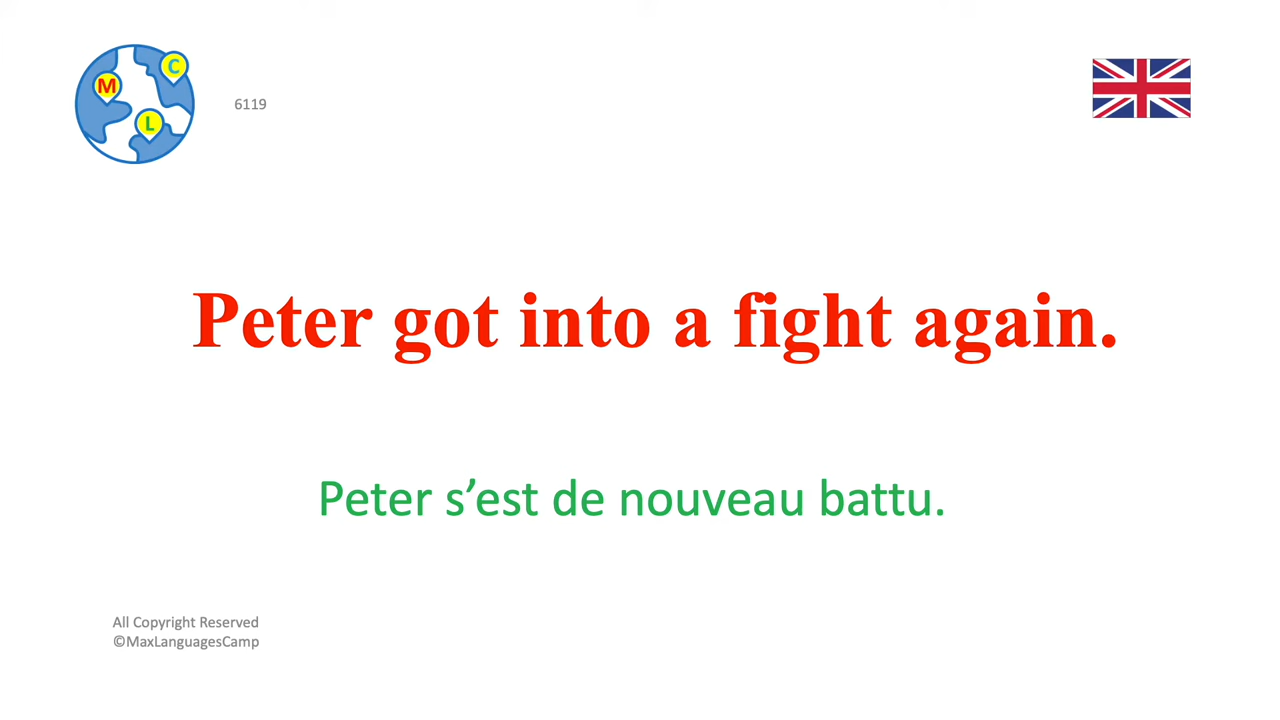 M
C
L
6119
Peter got into a fight again.
Peter s’est de nouveau battu.
All Copyright Reserved
©MaxLanguagesCamp